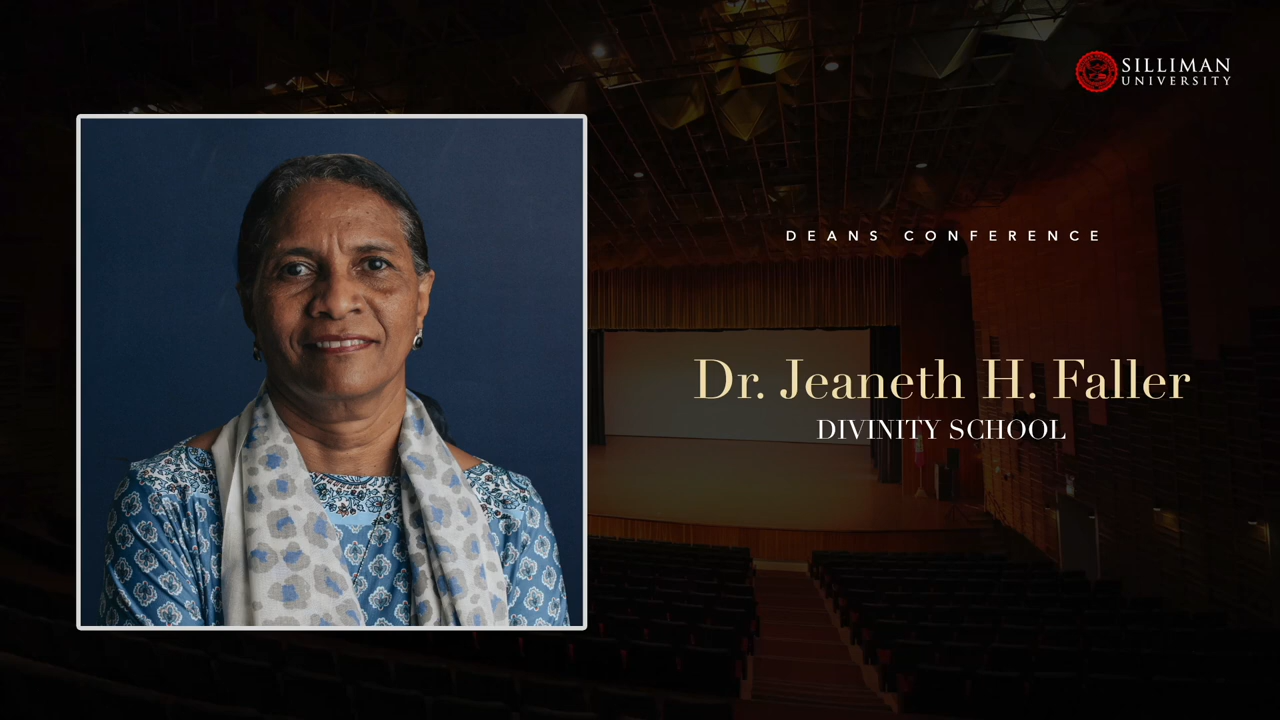 SILLIMAN
UNIVERSITY
DEANS CONFERENCE
Dr. Jeaneth H. Faller
DIVINITY SCHOOL